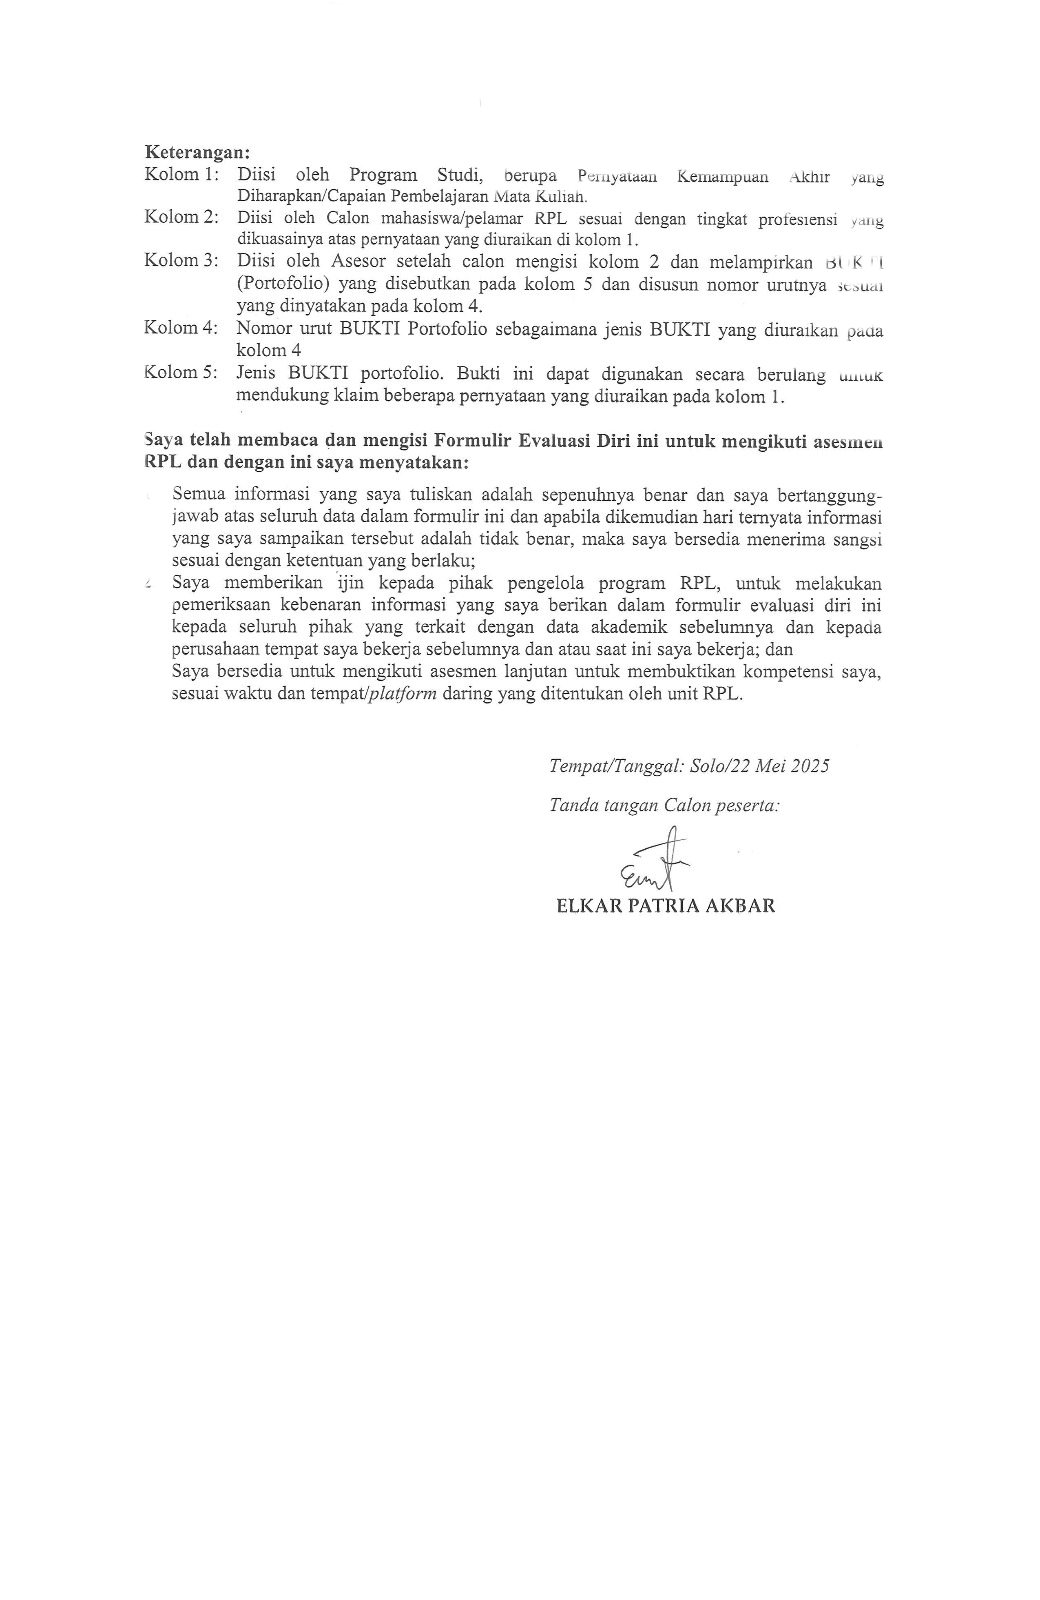 Keterangan:
Kolom 1: Diisi oleh Program Studi, berupa Pernyataan Kemampuan Akhir yang
Diharapkan/Capaian Pembelajaran Mata Kuliah.
Kolom 2: Diisi oleh Calon mahasiswa/pelamar RPL sesuai dengan tingkat profesiensi yang
dikuasainya atas pernyataan yang diuraikan di kolom 1.
Kolom 3: Diisi oleh Asesor setelah calon mengisi kolom 2 dan melampirkan BUKTI
(Portofolio) yang disebutkan pada kolom 5 dan disusun nomor urutnya sesuai
yang dinyatakan pada kolom 4.
Kolom 4: Nomor urut BUKTI Portofolio sebagaimana jenis BUKTI yang diuraikan pada
kolom 4
Kolom 5: Jenis BUKTI portofolio. Bukti ini dapat digunakan secara berulang untuk
mendukung klaim beberapa pernyataan yang diuraikan pada kolom 1.
Saya telah membaca dan mengisi Formulir Evaluasi Diri ini untuk mengikuti asesmen
RPL dan dengan ini saya menyatakan:
Semua informasi yang saya tuliskan adalah sepenuhnya benar dan saya bertanggung-
jawab atas seluruh data dalam formulir ini dan apabila dikemudian hari ternyata informasi
yang saya sampaikan tersebut adalah tidak benar, maka saya bersedia menerima sangsi
sesuai dengan ketentuan yang berlaku;
Saya memberikan ijin kepada pihak pengelola program RPL, untuk melakukan
pemeriksaan kebenaran informasi yang saya berikan dalam formulir evaluasi diri ini
kepada seluruh pihak yang terkait dengan data akademik sebelumnya dan kepada
perusahaan tempat saya bekerja sebelumnya dan atau saat ini saya bekerja; dan
Saya bersedia untuk mengikuti asesmen lanjutan untuk membuktikan kompetensi saya,
sesuai waktu dan tempat/platform daring yang ditentukan oleh unit RPL.
Tempat/Tanggal: Solo/22 Mei 2025
Tanda tangan Calon peserta:
ELKAR PATRIA AKBAR